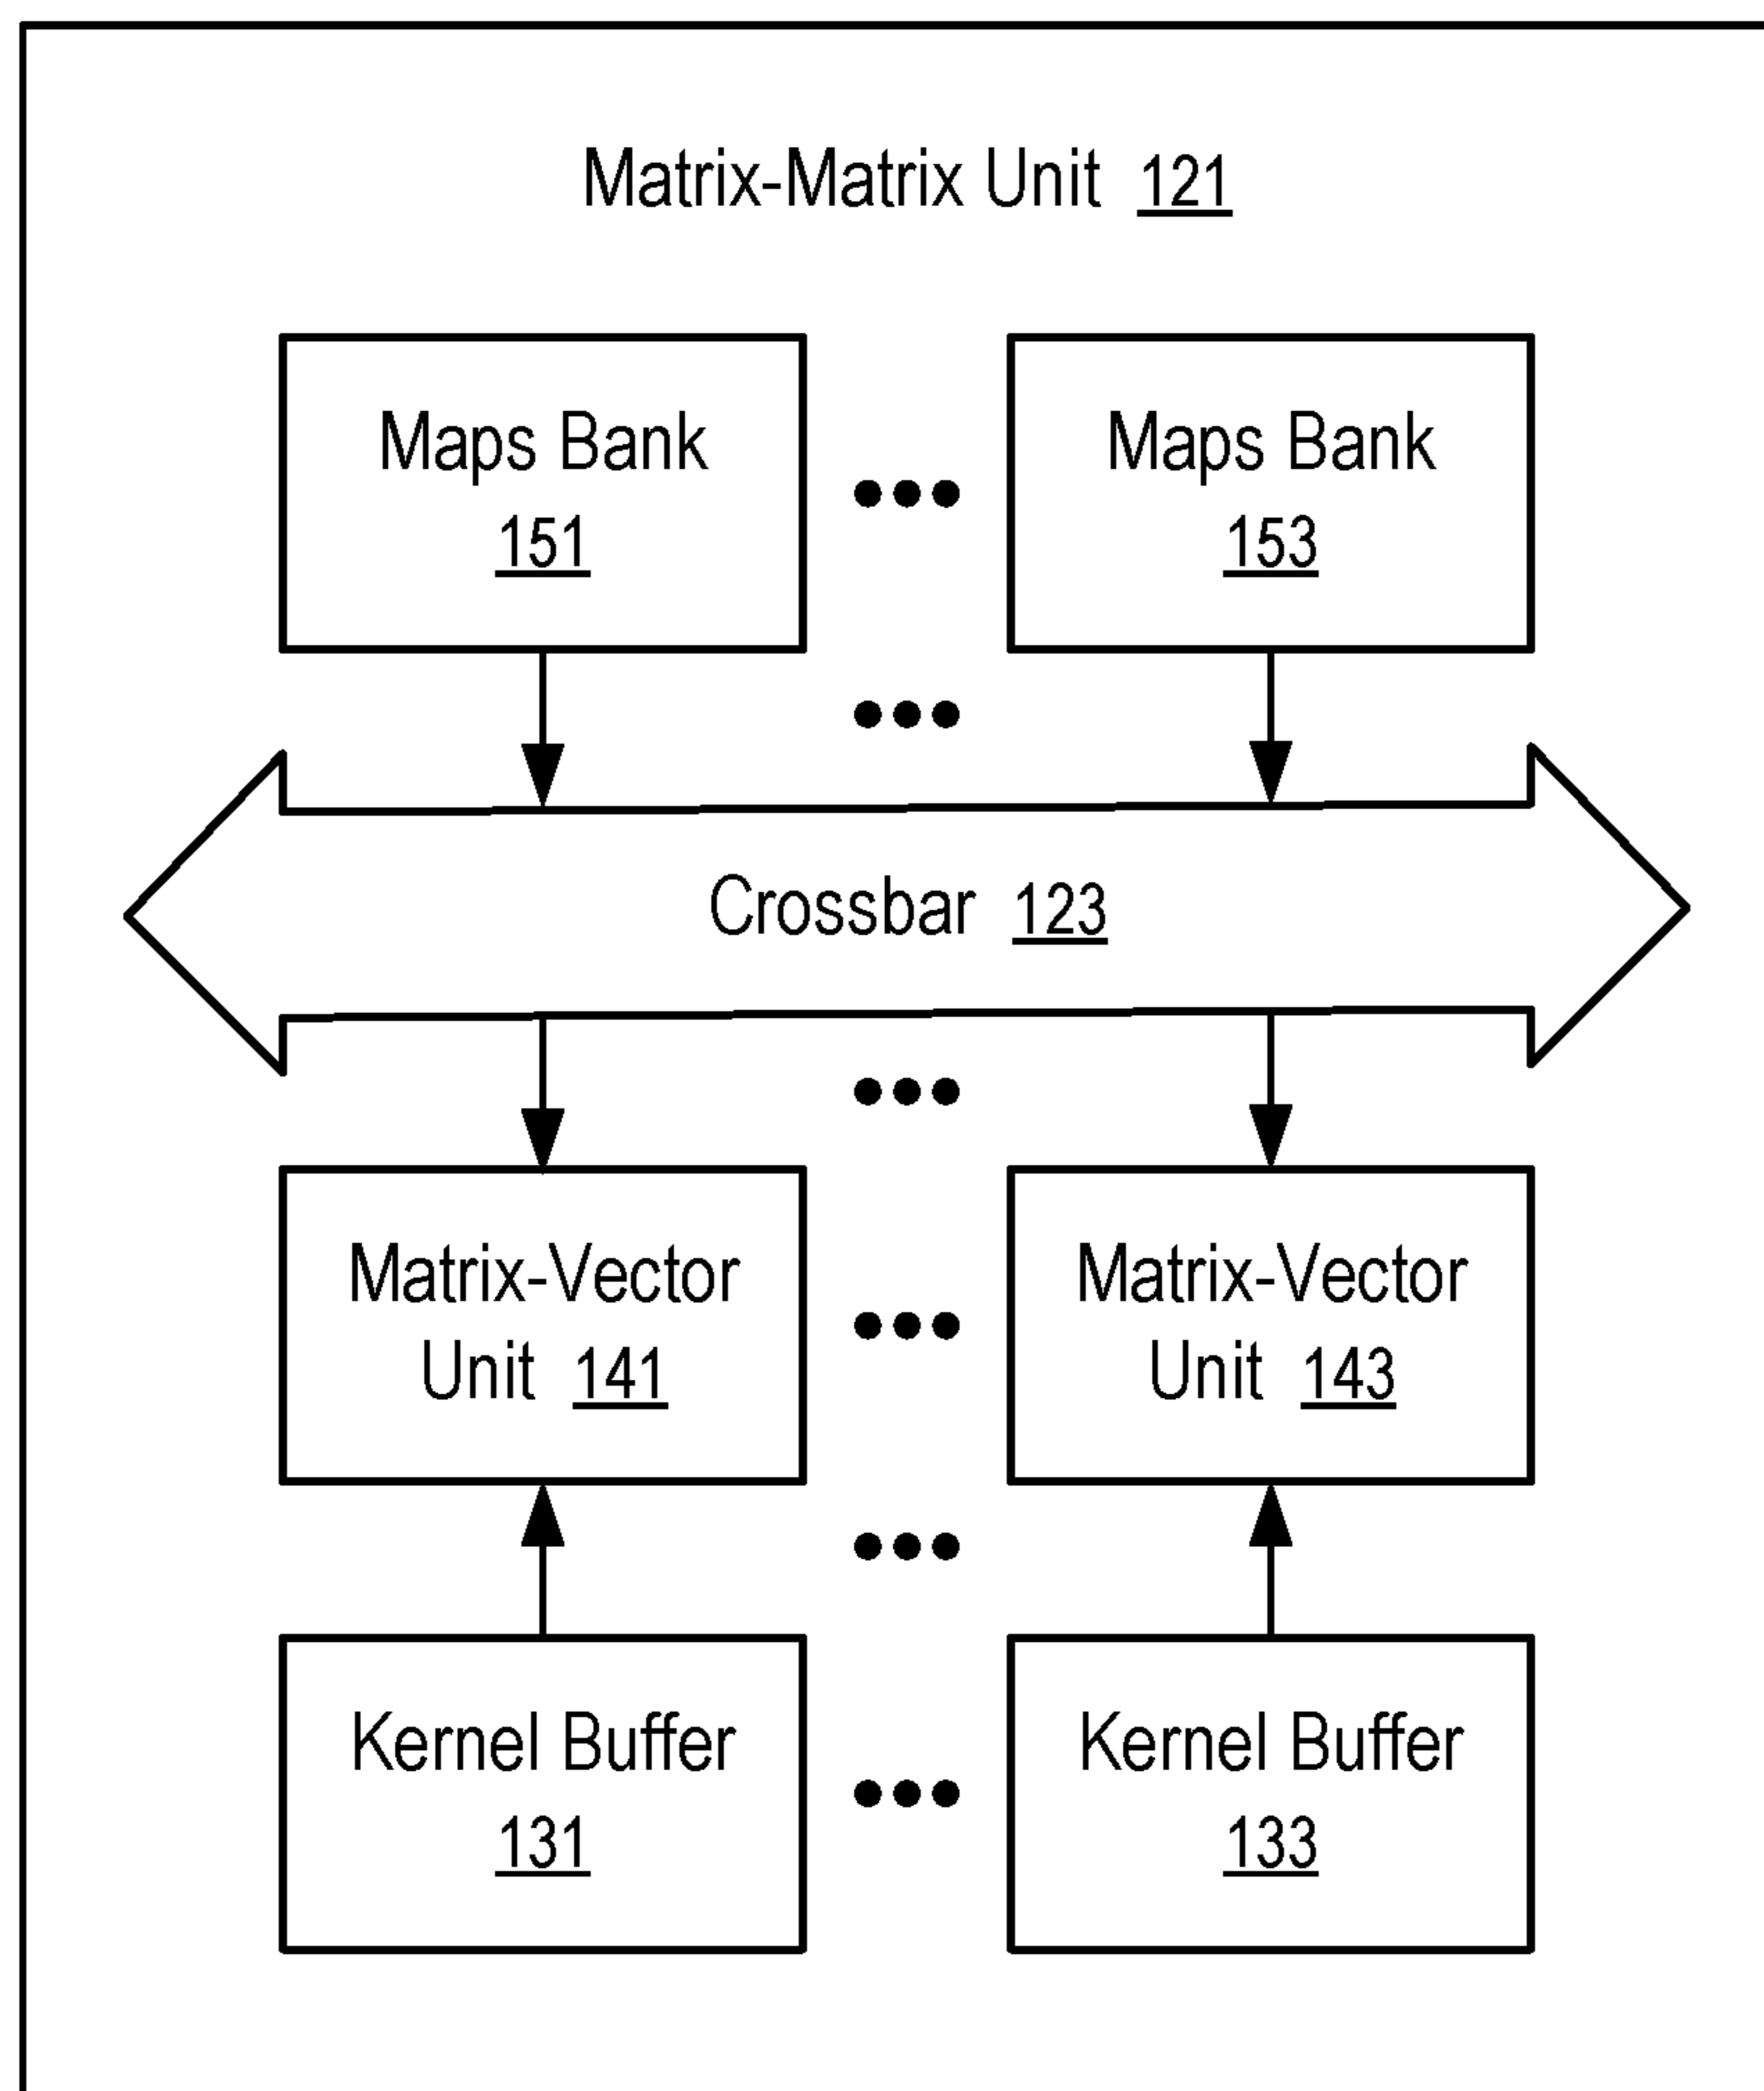 Matrix-Matrix Unit 121
Maps Bank
151
Maps Bank
153
Crossbar 123
Matrix-Vector
Unit 141
Matrix-Vector
Unit 143
Kernel Buffer
131
Kernel Buffer
133